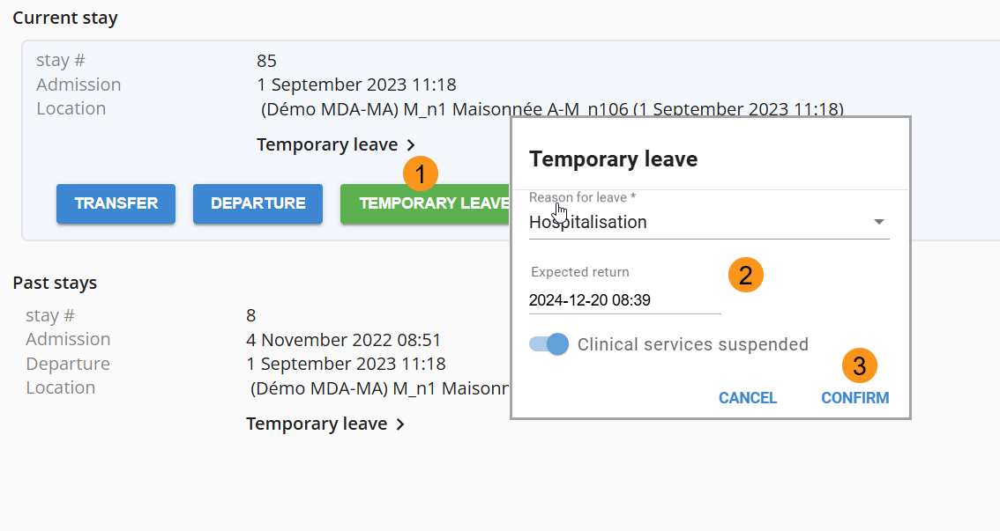 Current stay
stay # 85
Admission 1 September 2023 11:18
Location (Démo MDA-MA) M_n1 Maisonnée A-M_n106 (1 September 2023 11:18)
Temporary leave >
1
TRANSFER DEPARTURE TEMPORARY LEAVE
Past stays
stay # 8
Admission 4 November 2022 08:51
Departure 1 September 2023 11:18
Location (Démo MDA-MA) M_n1 Maisonn
Temporary leave >
Temporary leave
Reason for leave *
Hospitalisation
Expected return
2
2024-12-20 08:39
Clinical services suspended
3
CANCEL CONFIRM